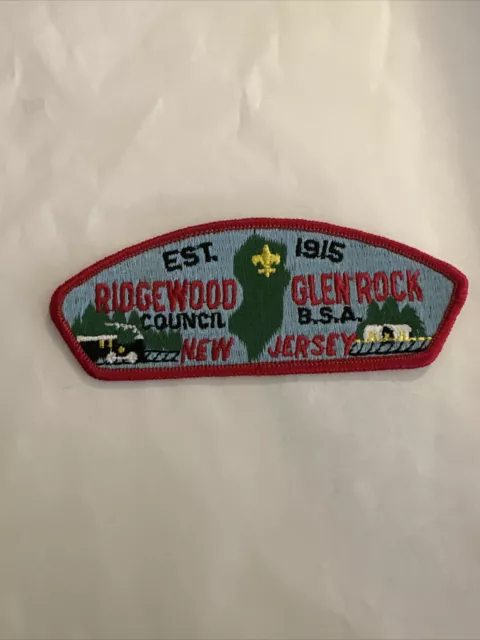 EST. 1915
RIDGEWOOD GLEN ROCK
COUNCIL B.S.A.
NEW JERSEY